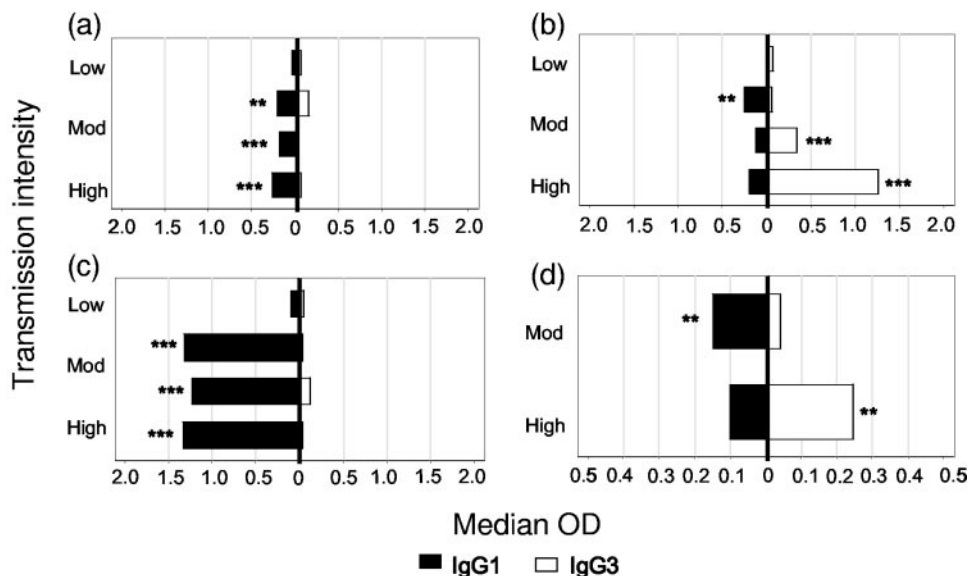 (a)
Low
**
Mod
***
High
***
2.0 1.5 1.0 0.5 0 0.5 1.0 1.5 2.0
(b)
Low
**
Mod
***
High
***
2.0 1.5 1.0 0.5 0 0.5 1.0 1.5 2.0
(c)
Low
***
Mod
***
High
***
2.0 1.5 1.0 0.5 0 0.5 1.0 1.5 2.0
(d)
Mod
**
High
**
0.5 0.4 0.2 0.1 0 0.1 0.2 0.3 0.4 0.5
Transmission intensity
Median OD
IgG1 IgG3